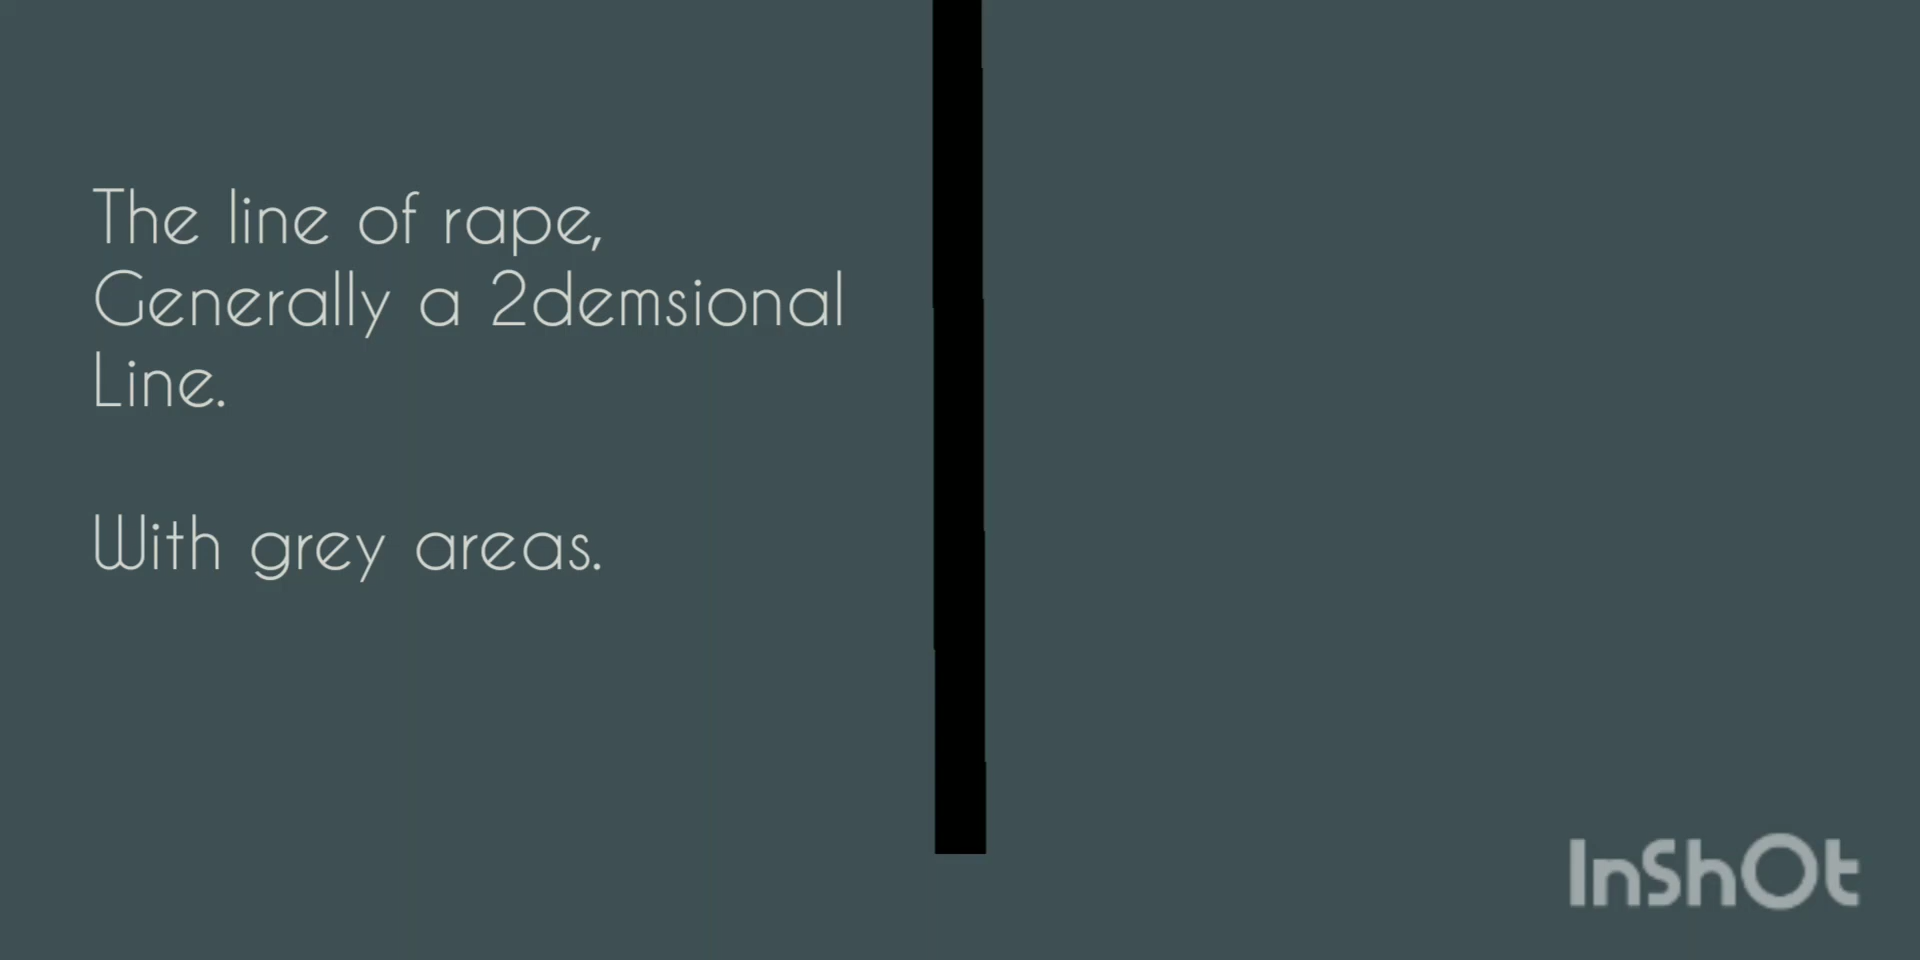 The line of rape,
Generally a 2demsional
Line.
With grey areas.
InShOt